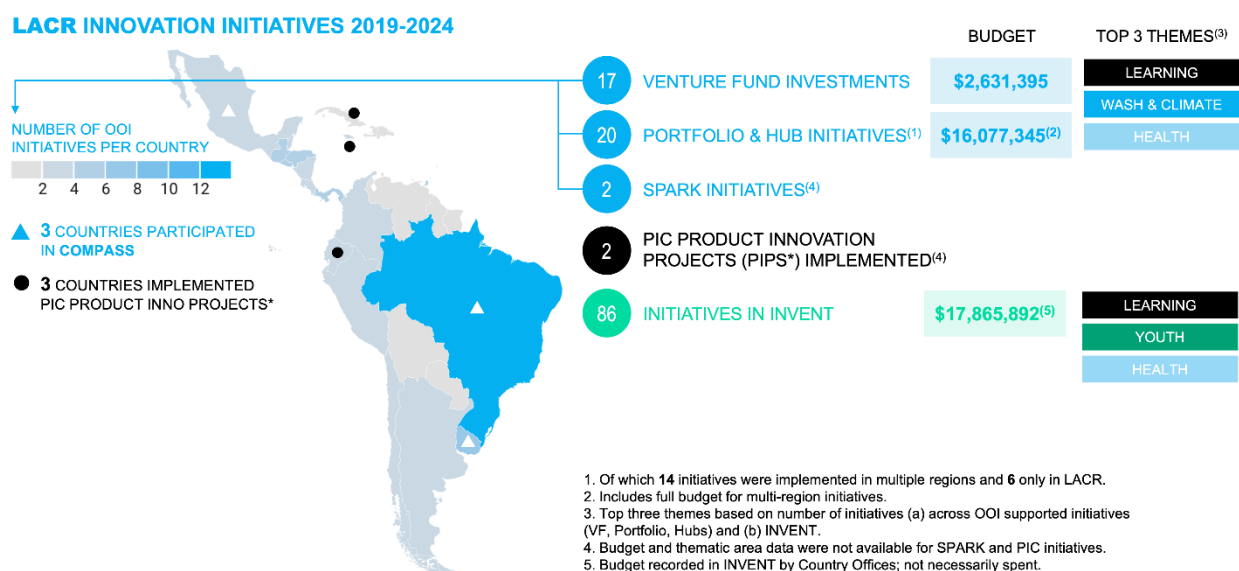 LACR INNOVATION INITIATIVES 2019-2024
BUDGET
TOP 3 THEMES(3)
17 VENTURE FUND INVESTMENTS $2,631,395
LEARNING
WASH & CLIMATE
HEALTH
20 PORTFOLIO & HUB INITIATIVES(1) $16,077,345(2)
2 SPARK INITIATIVES(4)
2 PIC PRODUCT INNOVATION
PROJECTS (PIPS*) IMPLEMENTED(4)
86 INITIATIVES IN INVENT $17,865,892(5)
LEARNING
YOUTH
HEALTH
NUMBER OF OOI
INITIATIVES PER COUNTRY
2 4 6 8 10 12
3 COUNTRIES PARTICIPATED
IN COMPASS
3 COUNTRIES IMPLEMENTED
PIC PRODUCT INNO PROJECTS*
1. Of which 14 initiatives were implemented in multiple regions and 6 only in LACR.
2. Includes full budget for multi-region initiatives.
3. Top three themes based on number of initiatives (a) across OOI supported initiatives
(VF, Portfolio, Hubs) and (b) INVENT.
4. Budget and thematic area data were not available for SPARK and PIC initiatives.
5. Budget recorded in INVENT by Country Offices; not necessarily spent.